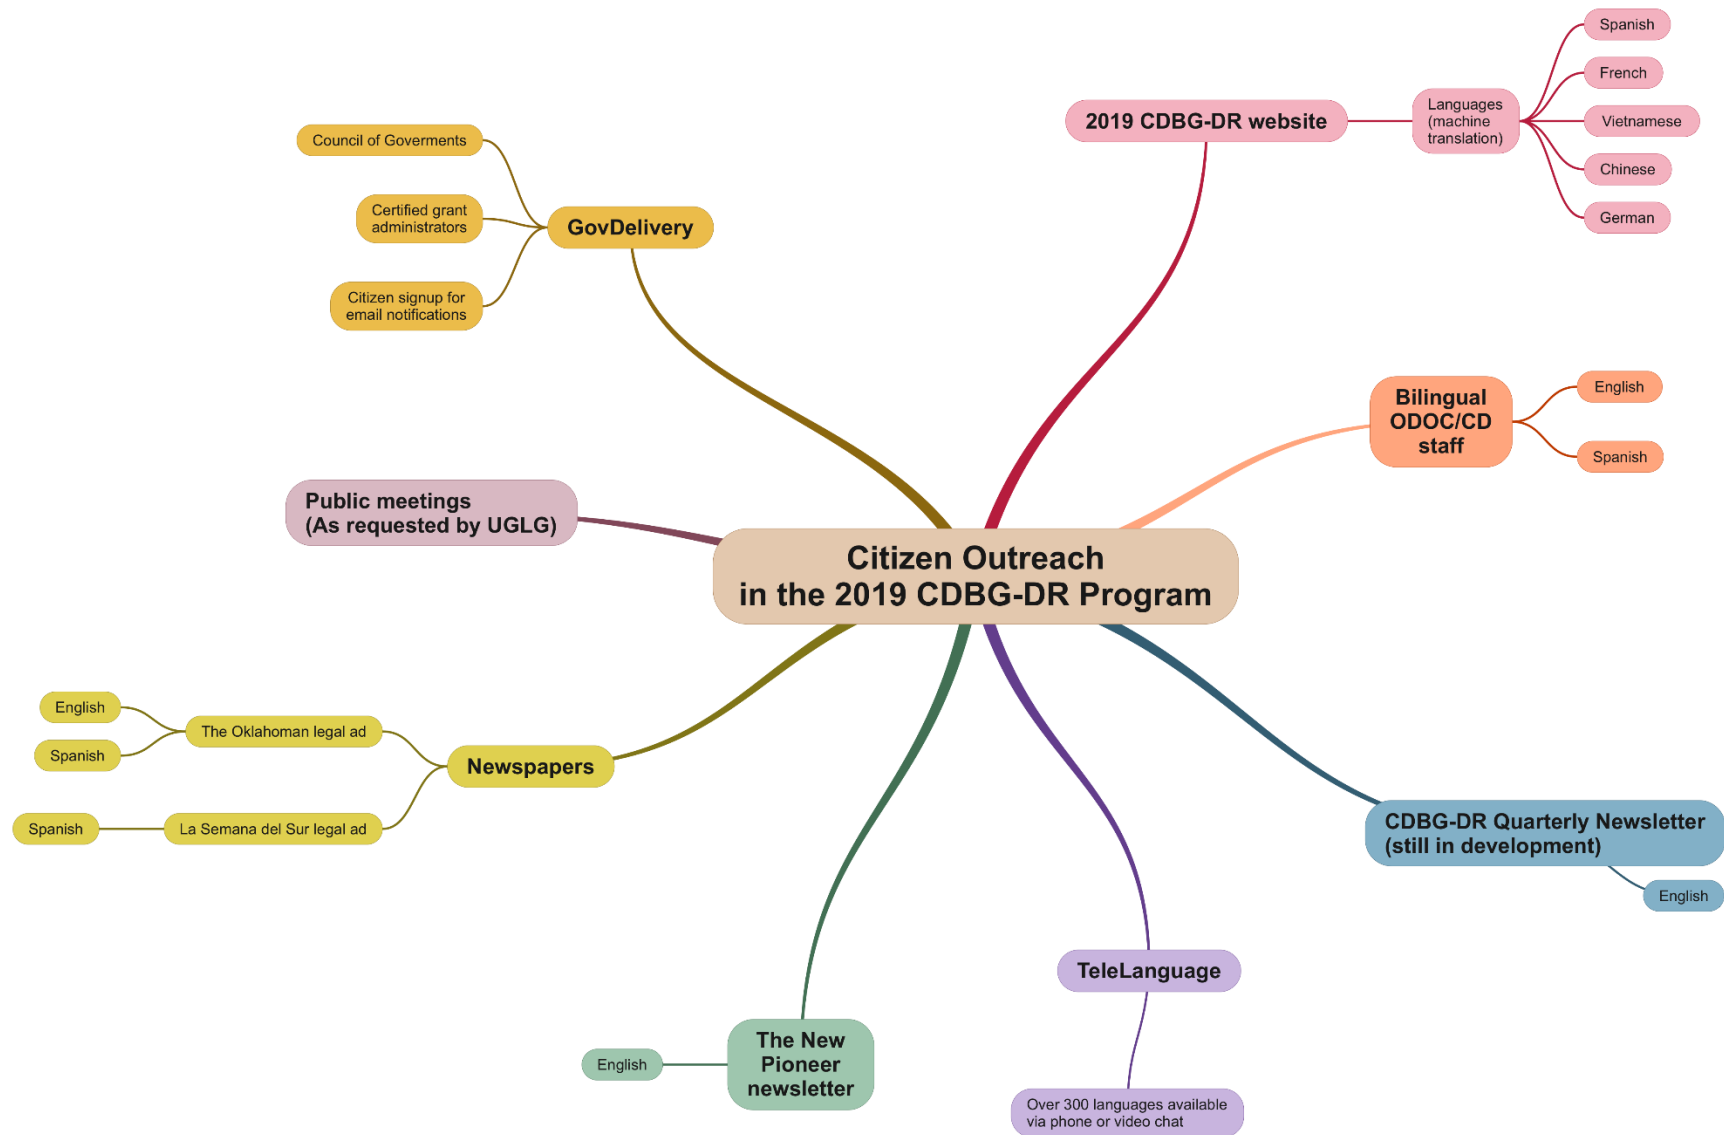 Citizen Outreach
in the 2019 CDBG-DR Program
2019 CDBG-DR website
Languages
(machine
translation)
Spanish
French
Vietnamese
Chinese
German
Bilingual
ODOC/CD
staff
English
Spanish
CDBG-DR Quarterly Newsletter
(still in development)
English
TeleLanguage
Over 300 languages available
via phone or video chat
The New
Pioneer
newsletter
English
Newspapers
The Oklahoman legal ad
English
Spanish
La Semana del Sur legal ad
Spanish
Public meetings
(As requested by UGLG)
GovDelivery
Council of Goverments
Certified grant
administrators
Citizen signup for
email notifications